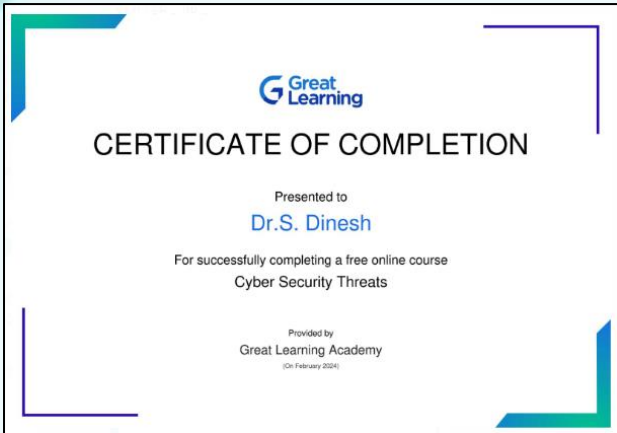 Great
Learning
CERTIFICATE OF COMPLETION
Presented to
Dr.S. Dinesh
For successfully completing a free online course
Cyber Security Threats
Provided by
Great Learning Academy
(On February 2024)